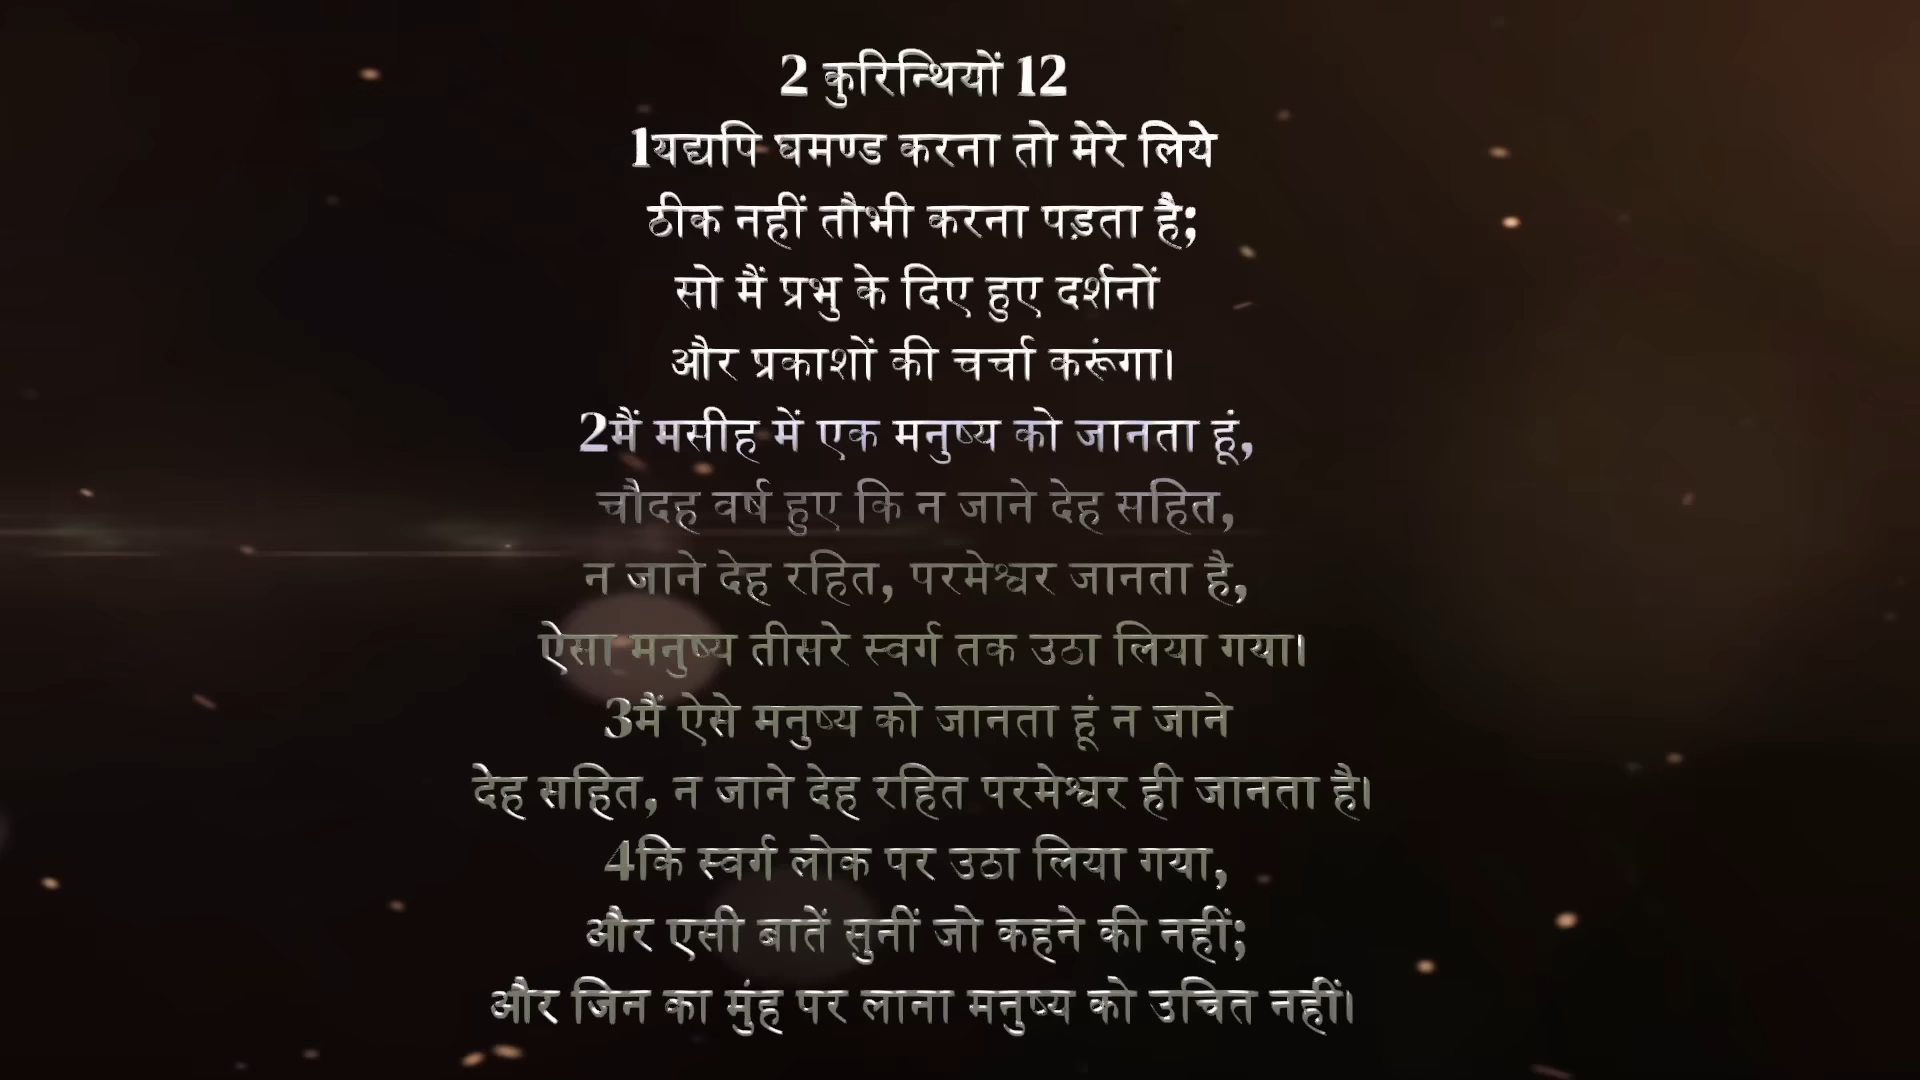 2 कुरिन्थियों 12
1यद्यपि घमण्ड करना तो मेरे लिये
ठीक नहीं तौभी करना पड़ता है;
सो मैं प्रभु के दिए हुए दर्शनों
और प्रकाशों की चर्चा करूंगा।
2मैं मसीह में एक मनुष्य को जानता हूं,
चौदह वर्ष हुए कि न जाने देह सहित,
न जाने देह रहित, परमेश्वर जानता है,
ऐसा मनुष्य तीसरे स्वर्ग तक उठा लिया गया।
3मैं ऐसे मनुष्य को जानता हूं न जाने
देह सहित, न जाने देह रहित परमेश्वर ही जानता है।
4कि स्वर्ग लोक पर उठा लिया गया,
और एसी बातें सुनीं जो कहने की नहीं;
और जिन का मुंह पर लाना मनुष्य को उचित नहीं।